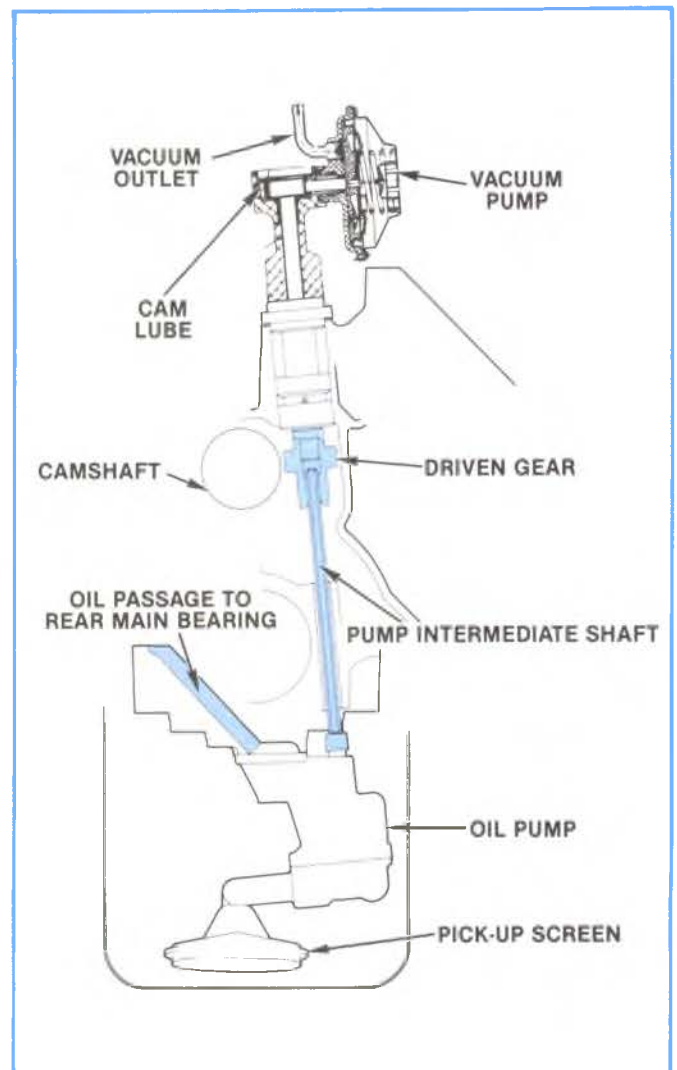 VACUUM
OUTLET
VACUUM
PUMP
CAM
LUBE
CAMSHAFT
DRIVEN GEAR
OIL PASSAGE TO
REAR MAIN BEARING
PUMP INTERMEDIATE SHAFT
OIL PUMP
PICK-UP SCREEN